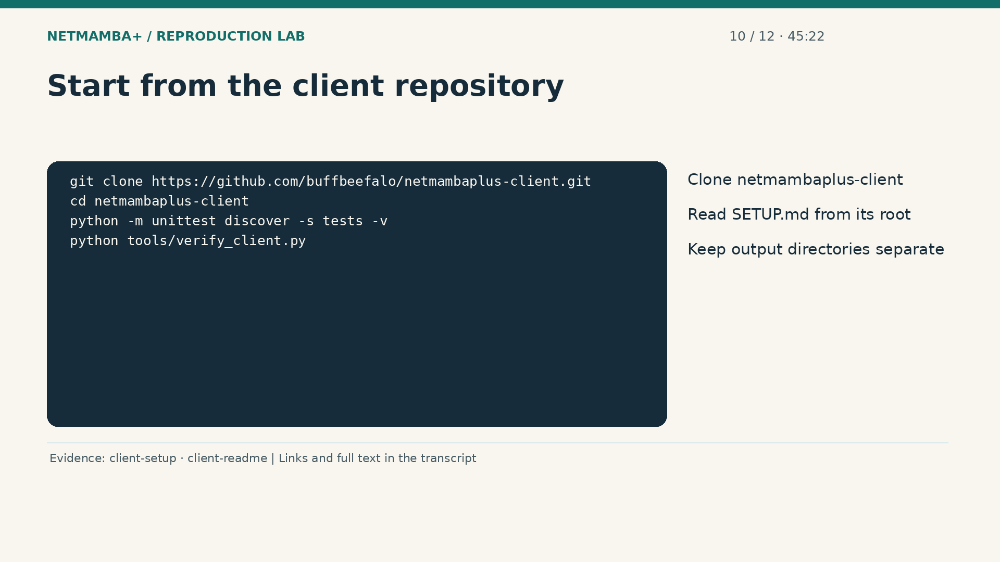 NETMAMBA+ / REPRODUCTION LAB
10 / 12 · 45:22
Start from the client repository
git clone https://github.com/buffbeefalo/netmambaplus-client.git
cd netmambaplus-client
python -m unittest discover -s tests -v
python tools/verify_client.py
Clone netmambaplus-client
Read SETUP.md from its root
Keep output directories separate
Evidence: client-setup · client-readme | Links and full text in the transcript